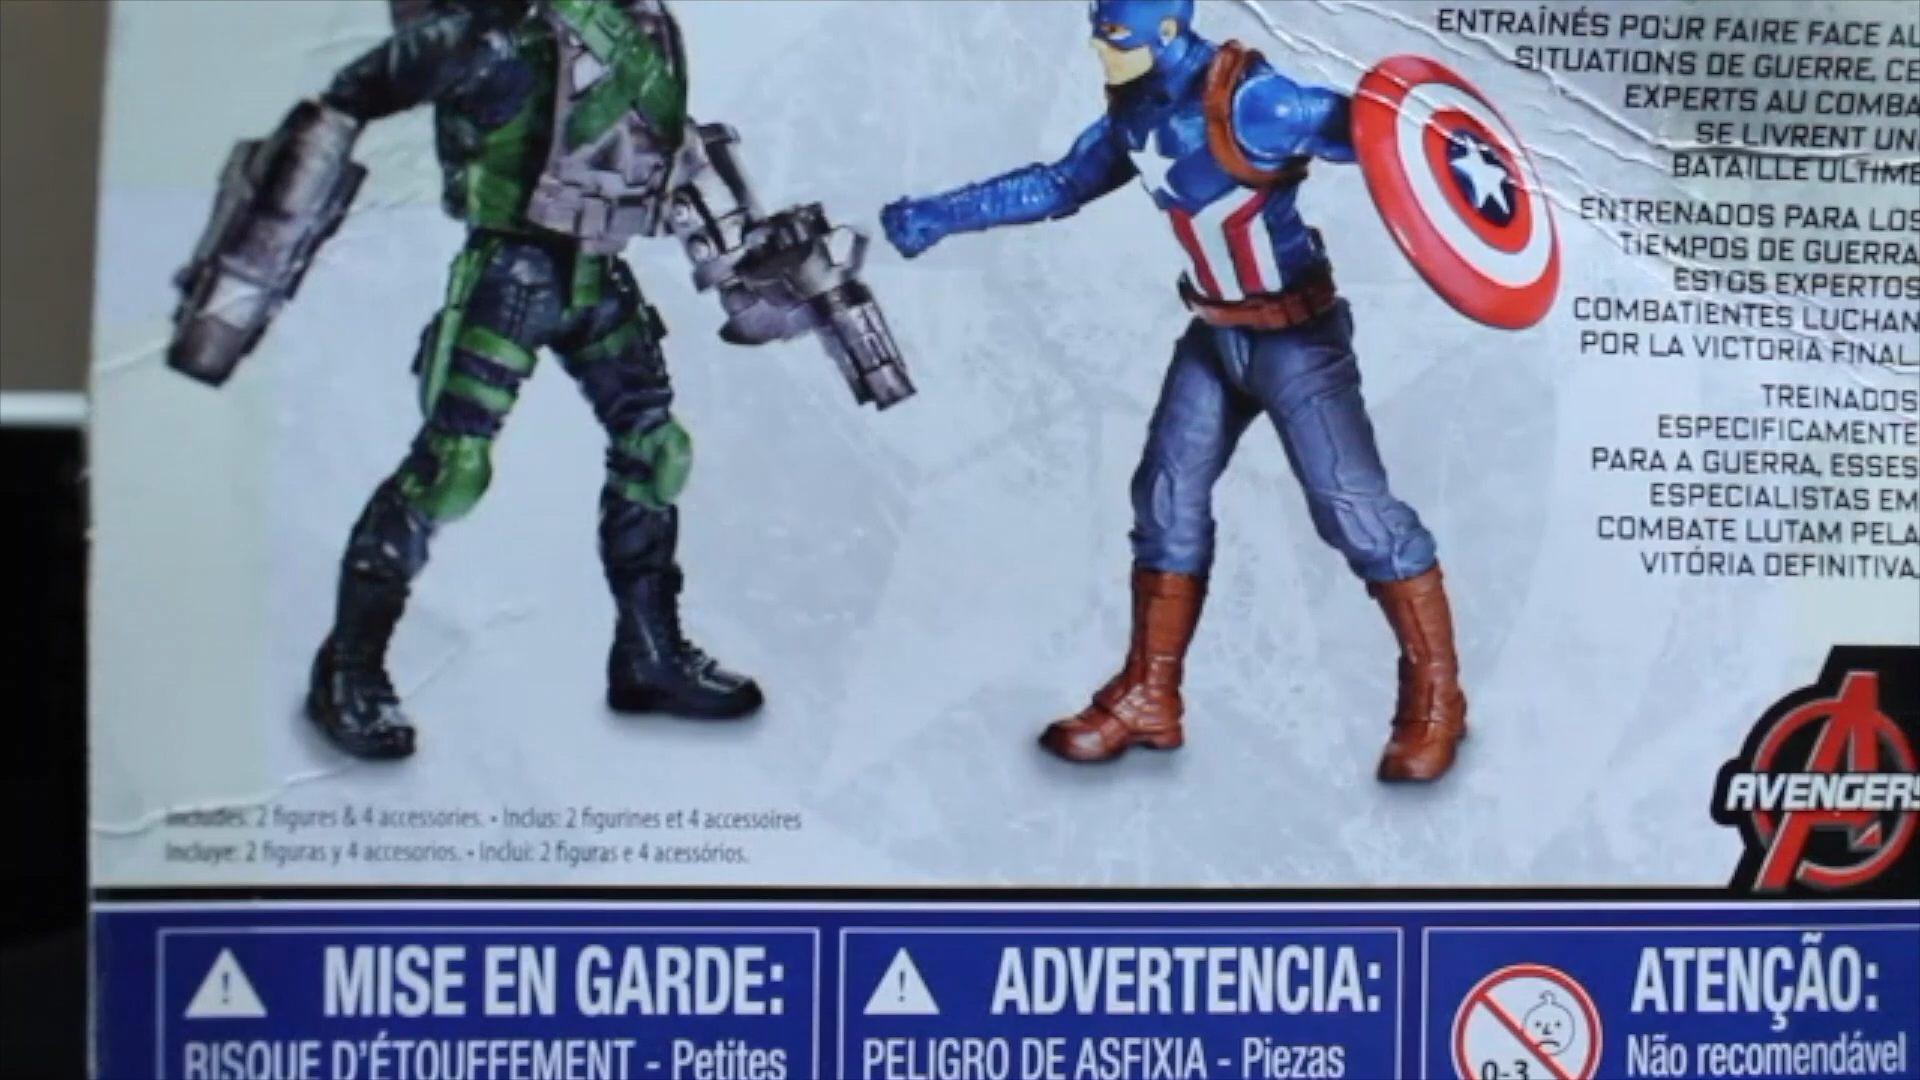 ENTRAÎNÉS POUR FAIRE FACE AU
SITUATIONS DE GUERRE, CE
EXPERTS AU COMBA
SE LIVRENT UN
BATAILLE ULTIME
ENTRENADOS PARA LOS
TIEMPOS DE GUERRA
ESTOS EXPERTOS
COMBATIENTES LUCHAN
POR LA VICTORIA FINAL.
TREINADOS
ESPECIFICAMENTE
PARA A GUERRA, ESSES
ESPECIALISTAS EM
COMBATE LUTAM PELA
VITÓRIA DEFINITIVA.
AVENGERS
Includes: 2 figures & 4 accessories. • Inclus: 2 figurines et 4 accessoires
Incluye: 2 figuras y 4 accesorios. • Inclui: 2 figuras e 4 acessórios.
MISE EN GARDE:
RISQUE D'ÉTOUFFEMENT - Petites
ADVERTENCIA:
PELIGRO DE ASFIXIA - Piezas
ATENÇÃO:
Não recomendável
0-3